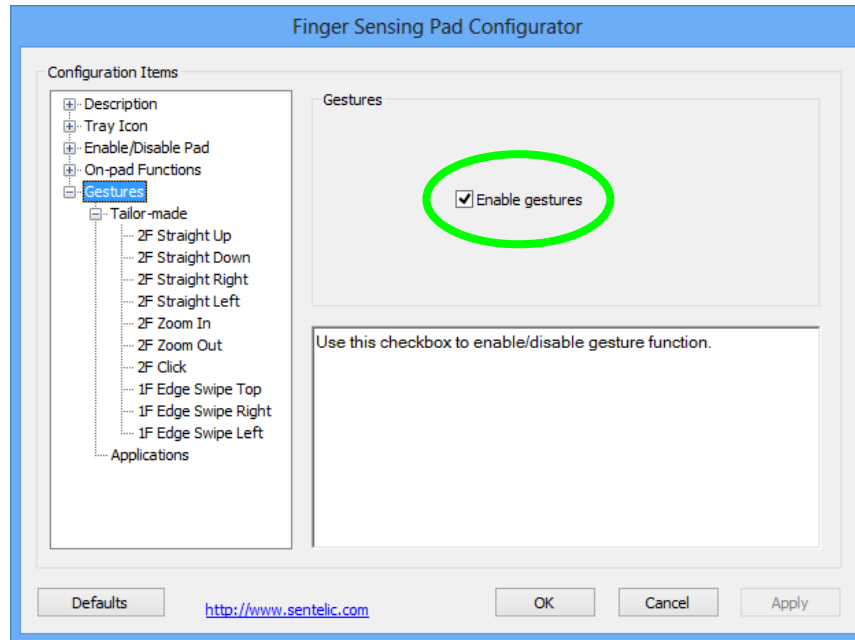 Finger Sensing Pad Configurator
Configuration Items
Description
Tray Icon
Enable/Disable Pad
On-pad Functions
Gestures
Tailor-made
2F Straight Up
2F Straight Down
2F Straight Right
2F Straight Left
2F Zoom In
2F Zoom Out
2F Click
1F Edge Swipe Top
1F Edge Swipe Right
1F Edge Swipe Left
Applications
Gestures
Enable gestures
Use this checkbox to enable/disable gesture function.
Defaults
http://www.sentelic.com
OK
Cancel
Apply